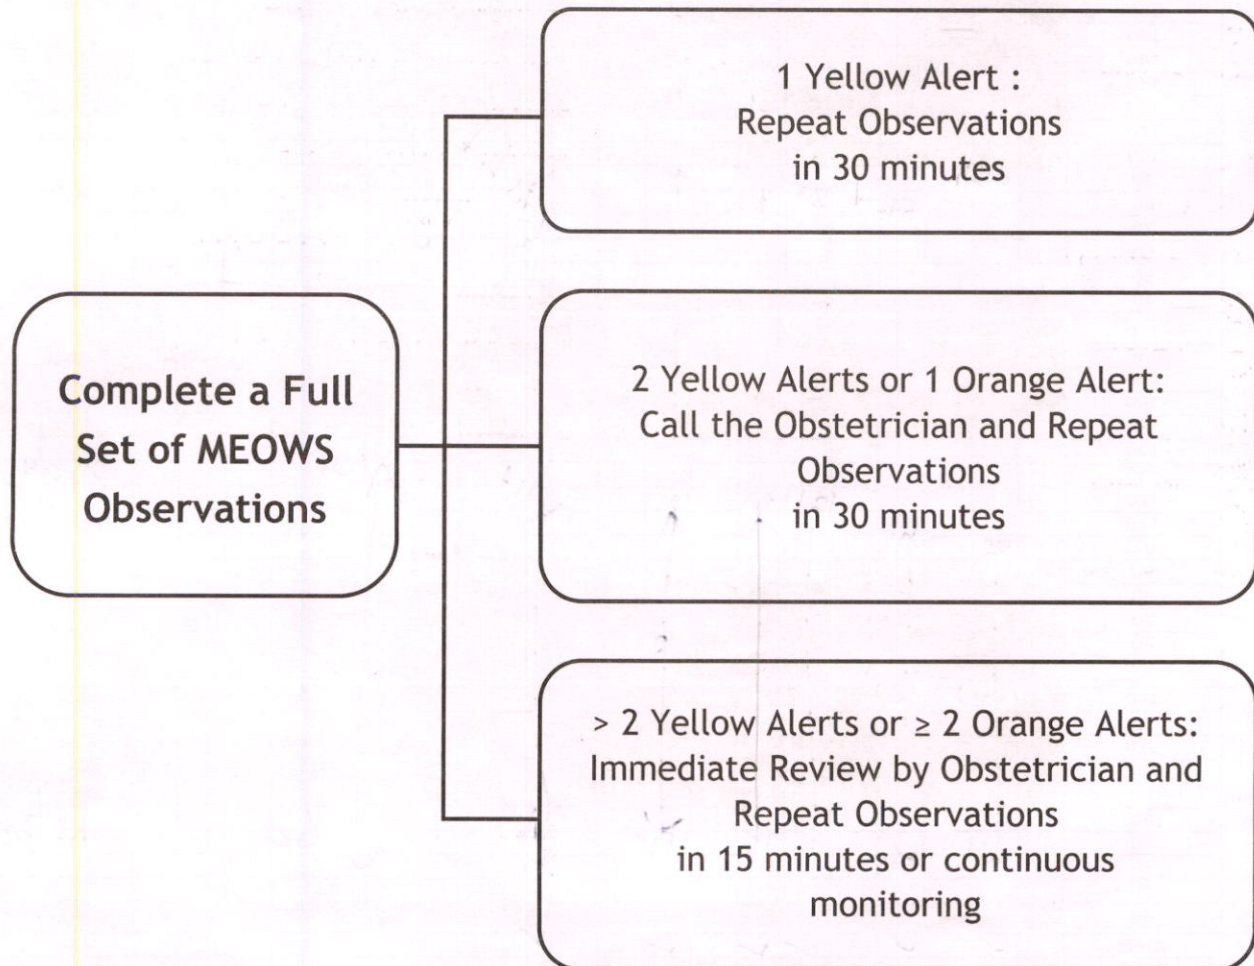 Complete a Full
Set of MEOWS
Observations
1 Yellow Alert :
Repeat Observations
in 30 minutes
2 Yellow Alerts or 1 Orange Alert:
Call the Obstetrician and Repeat
Observations
in 30 minutes
> 2 Yellow Alerts or ≥ 2 Orange Alerts:
Immediate Review by Obstetrician and
Repeat Observations
in 15 minutes or continuous
monitoring